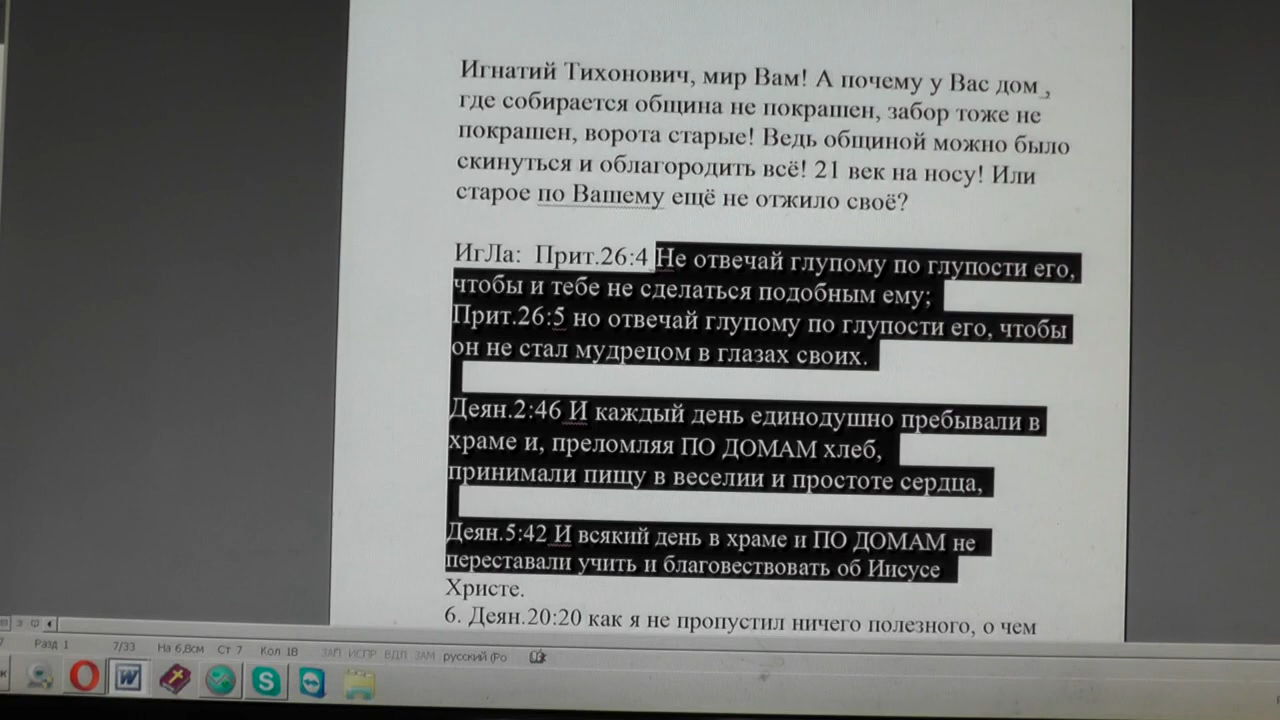 Игнатий Тихонович, мир Вам! А почему у Вас дом ,
где собирается община не покрашен, забор тоже не
покрашен, ворота старые! Ведь общиной можно было
скинуться и облагородить всё! 21 век на носу! Или
старое по Вашему ещё не отжило своё?
ИгЛа: Прит.26:4 Не отвечай глупому по глупости его,
чтобы и тебе не сделаться подобным ему;
Прит.26:5 но отвечай глупому по глупости его, чтобы
он не стал мудрецом в глазах своих.
Деян.2:46 И каждый день единодушно пребывали в
храме и, преломляя ПО ДОМАМ хлеб,
принимали пищу в веселии и простоте сердца,
Деян.5:42 И всякий день в храме и ПО ДОМАМ не
переставали учить и благовествовать об Иисусе
Христе.
6. Деян.20:20 как я не пропустил ничего полезного, о чем
Разд 1 7/33 На 6,8см Ст 7 Кол 18 ЗАП ИСПР ВДЛ ЗАМ русский (Ро